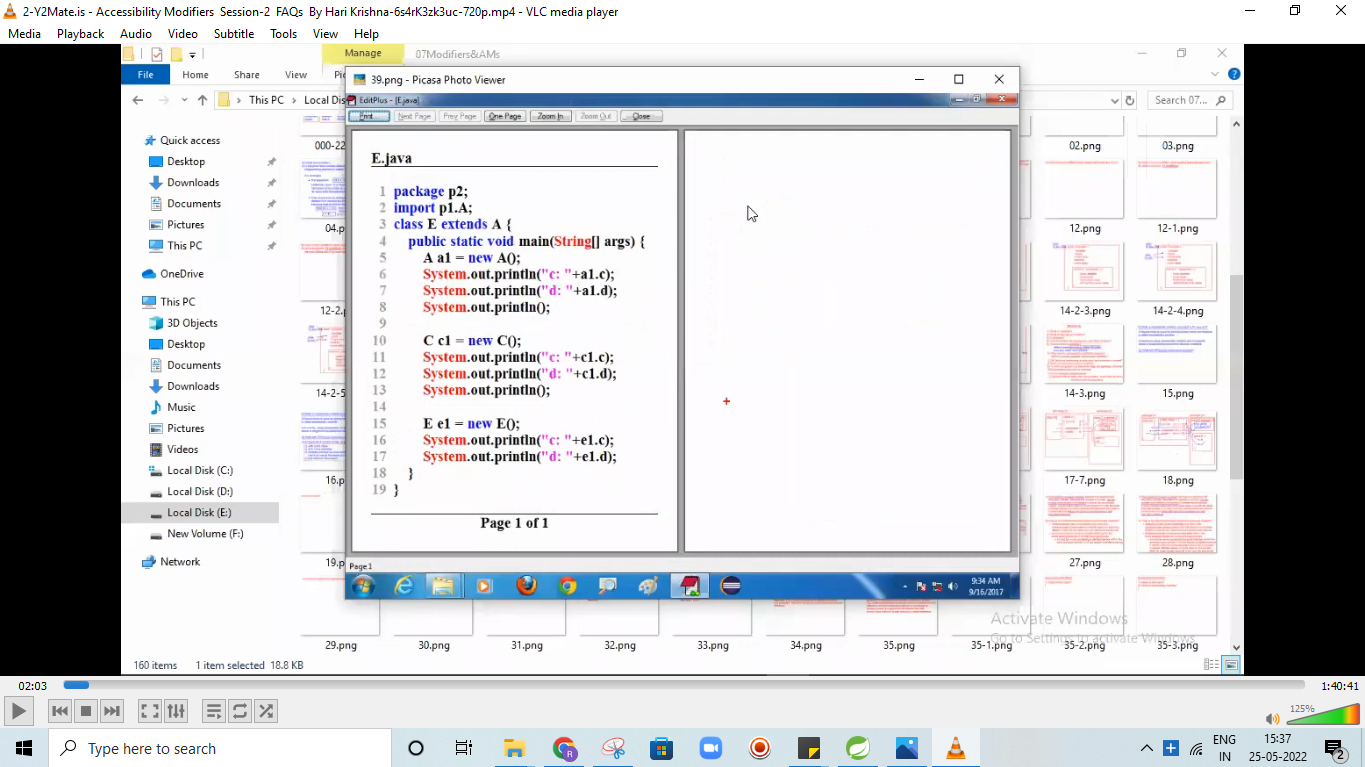 2-Y2Mate.is - Accessibility Modifiers  Session-2  FAQs  By Hari Krishna-6s4rK3zk3uc-720p.mp4 - VLC media player
Media Playback Audio Video Subtitle Tools View Help
Manage 07Modifiers&AMs
File Home Share View
This PC Local Dis
Search 07...
39.png - Picasa Photo Viewer
EditPlus - [E.java]
Print... Next Page Prev Page One Page Zoom In Zoom Out Close
Quick access
Desktop
Downloads
Documents
Pictures
This PC
OneDrive
This PC
3D Objects
Desktop
Documents
Downloads
Music
Pictures
Videos
Local Disk (C:)
Local Disk (D:)
Local Disk (E:)
New Volume (F:)
Network
000-22
04.p
12-2.
14-2-5
16.p
19.p
E.java
1 package p2;
2 import p1.A;
3 class E extends A {
4 public static void main(String[] args) {
5 A a1 = new A();
6 System.out.println("c: "+a1.c);
7 System.out.println("d: "+a1.d);
8 System.out.println();
9
10 C c1 = new C();
11 System.out.println("c: "+c1.c);
12 System.out.println("d: "+c1.d);
13 System.out.println();
14
15 E e1 = new E();
16 System.out.println("c: "+e1.c);
17 System.out.println("d: "+e1.d);
18 }
19 }
Page 1 of 1
Page1
9:34 AM
9/16/2017
02.png 03.png
12.png 12-1.png
14-2-3.png 14-2-4.png
14-3.png 15.png
17-7.png 18.png
27.png 28.png
Activate Windows
Go to Settings to activate Windows.
29.png 30.png 31.png 32.png 33.png 34.png 35.png 35-1.png 35-2.png 35-3.png
160 items 1 item selected 18.8 KB
02:03 1:40:41
125%
Type here to search
ENG
IN
15:37
25-05-2022
2